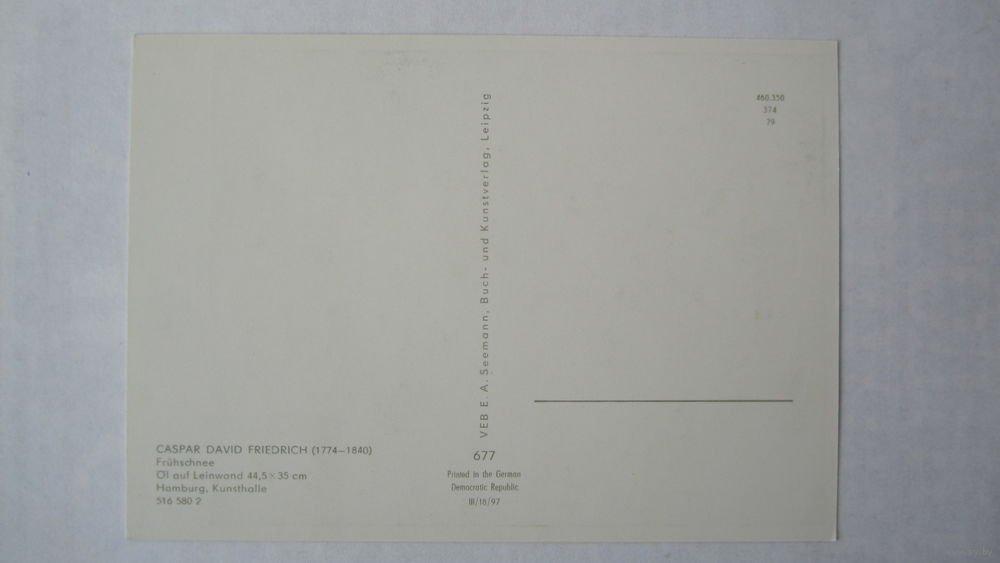 460.350
374
79
VEB E. A. Seemann, Buch- und Kunstverlag, Leipzig
CASPAR DAVID FRIEDRICH (1774–1840)
Frühschnee
Öl auf Leinwand 44,5×35 cm
Hamburg, Kunsthalle
516 580 2
677
Printed in the German
Democratic Republic
III/18/97